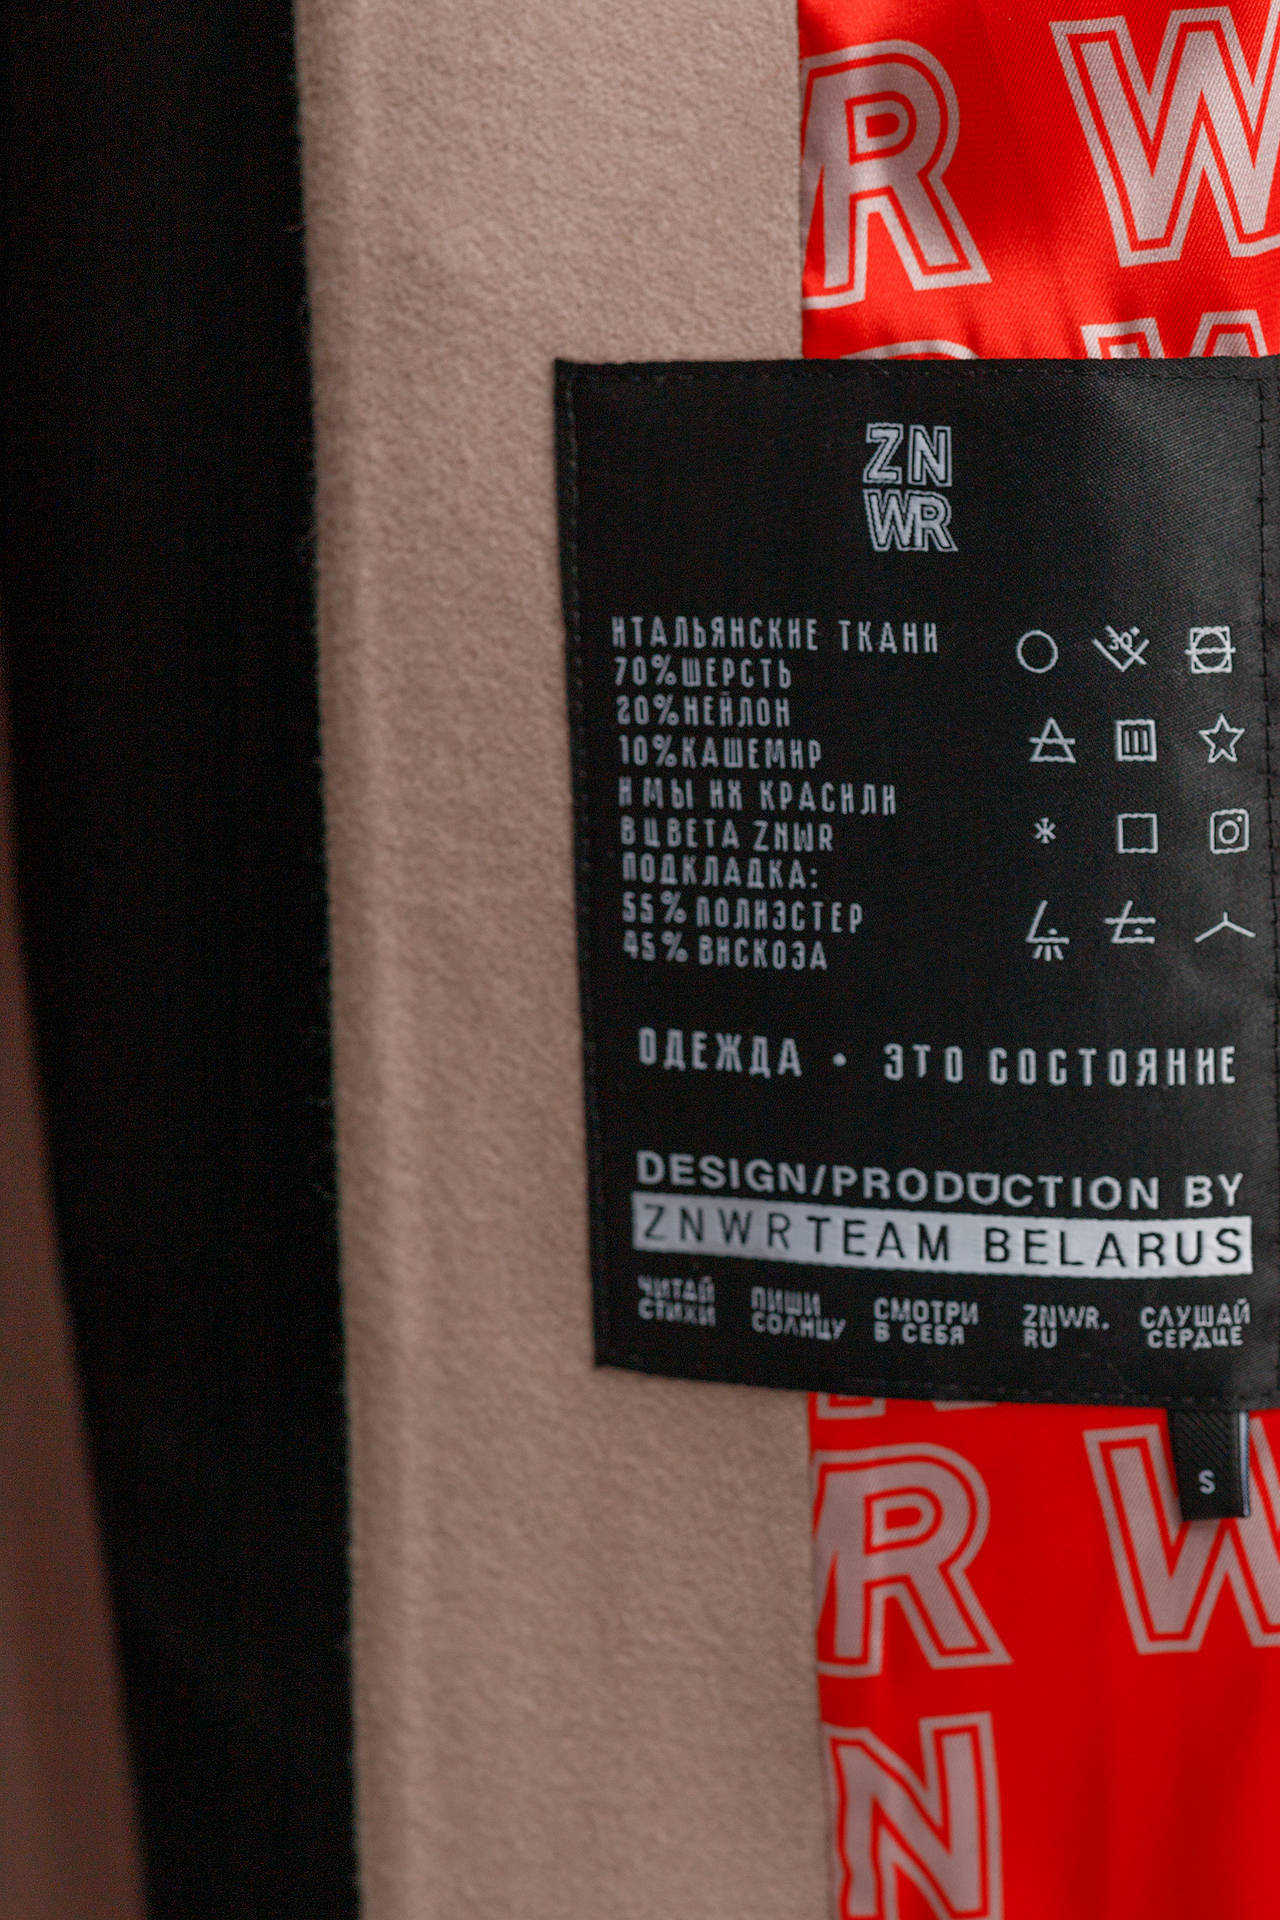 R W
R W
ZN
WR
ИТАЛЬЯНСКИЕ ТКАНИ
70%ШЕРСТЬ
20%НЕЙЛОН
10%КАШЕМИР
И МЫ ИХ КРАСИЛИ
В ЦВЕТА ZNWR
ПОДКЛАДКА:
55% ПОЛИЭСТЕР
45% ВИСКОЗА
30°
ОДЕЖДА • ЭТО СОСТОЯНИЕ
DESIGN/PRODUCTION BY
ZNWRTEAM BELARUS
ЧИТАЙ СТИХИ
ПИШИ СОЛНЦУ
СМОТРИ В СЕБЯ
ZNWR. RU
СЛУШАЙ СЕРДЦЕ
S
R W
N